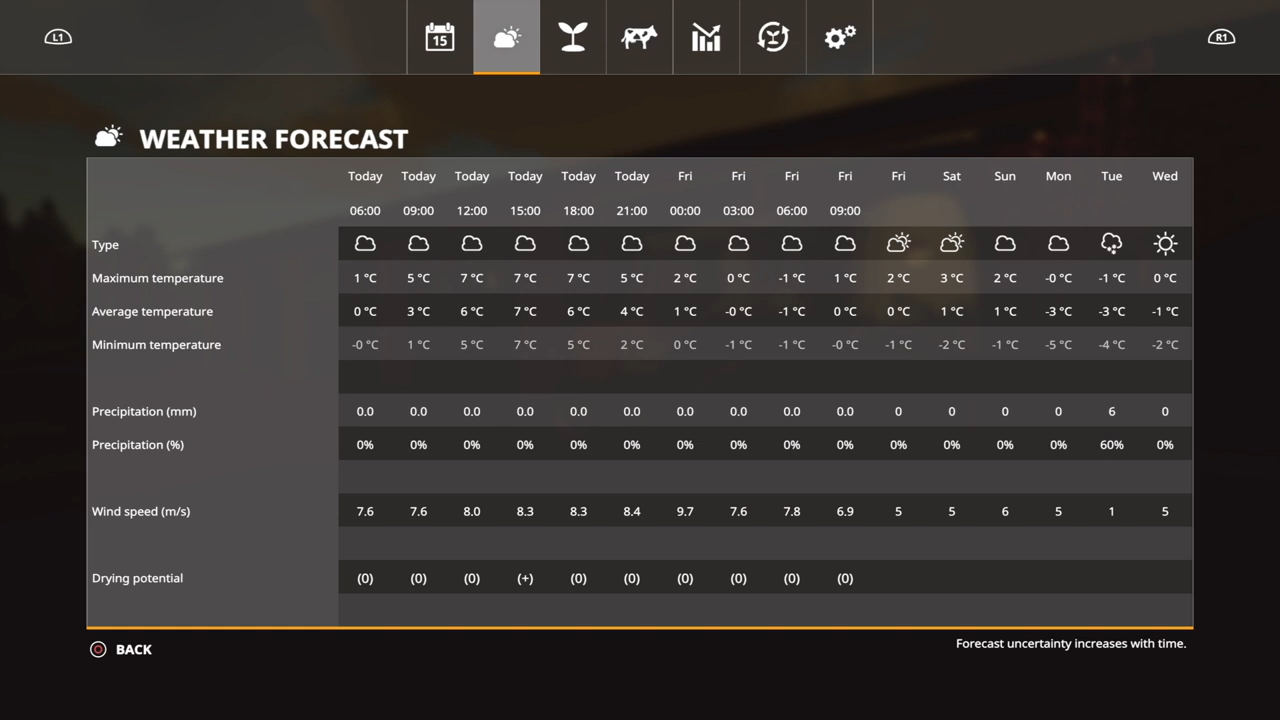 L1
15
R1
WEATHER FORECAST
Today Today Today Today Today Today Fri Fri Fri Fri Fri Sat Sun Mon Tue Wed
06:00 09:00 12:00 15:00 18:00 21:00 00:00 03:00 06:00 09:00
Type
Maximum temperature 1 °C 5 °C 7 °C 7 °C 7 °C 5 °C 2 °C 0 °C -1 °C 1 °C 2 °C 3 °C 2 °C -0 °C -1 °C 0 °C
Average temperature 0 °C 3 °C 6 °C 7 °C 6 °C 4 °C 1 °C -0 °C -1 °C 0 °C 0 °C 1 °C 1 °C -3 °C -3 °C -1 °C
Minimum temperature -0 °C 1 °C 5 °C 7 °C 5 °C 2 °C 0 °C -1 °C -1 °C -0 °C -1 °C -2 °C -1 °C -5 °C -4 °C -2 °C
Precipitation (mm) 0.0 0.0 0.0 0.0 0.0 0.0 0.0 0.0 0.0 0.0 0 0 0 0 6 0
Precipitation (%) 0% 0% 0% 0% 0% 0% 0% 0% 0% 0% 0% 0% 0% 0% 60% 0%
Wind speed (m/s) 7.6 7.6 8.0 8.3 8.3 8.4 9.7 7.6 7.8 6.9 5 5 6 5 1 5
Drying potential (0) (0) (0) (+) (0) (0) (0) (0) (0) (0)
BACK
Forecast uncertainty increases with time.